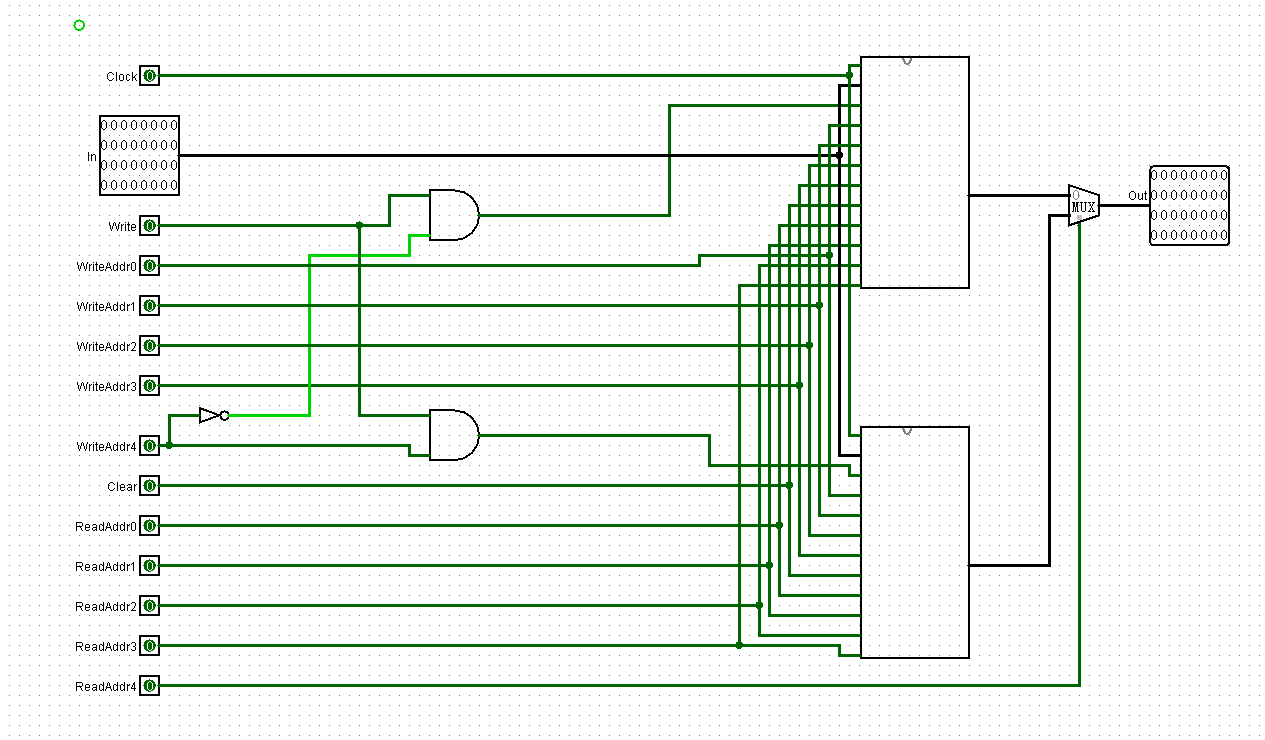 Clock
0
00000000
00000000
00000000
00000000
In
Write
0
WriteAddr0
0
WriteAddr1
0
WriteAddr2
0
WriteAddr3
0
WriteAddr4
0
Clear
0
ReadAddr0
0
ReadAddr1
0
ReadAddr2
0
ReadAddr3
0
ReadAddr4
0
0
MUX
Out
00000000
00000000
00000000
00000000